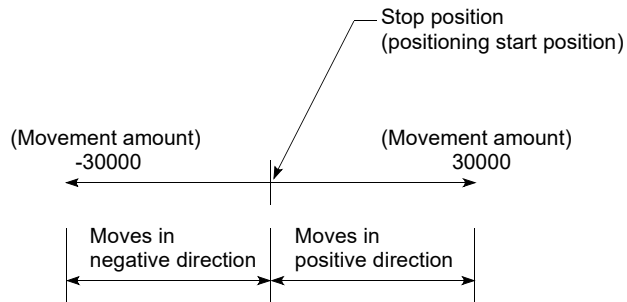 Stop position
(positioning start position)
(Movement amount)
-30000
(Movement amount)
30000
Moves in
negative direction
Moves in
positive direction